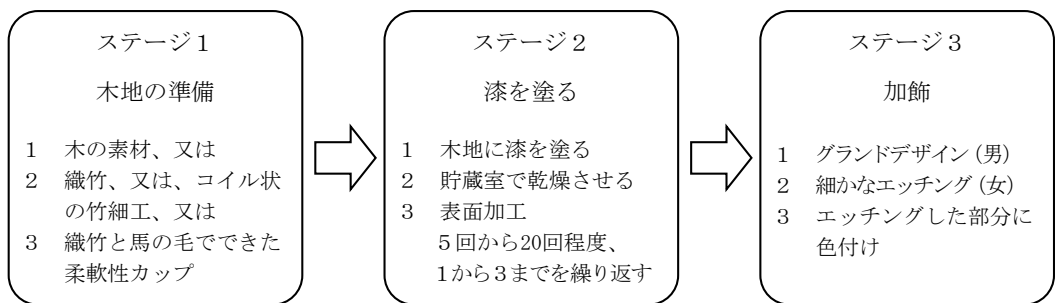 ステージ１
木地の準備
１ 木の素材、又は
２ 織竹、又は、コイル状
の竹細工、又は
３ 織竹と馬の毛でできた
柔軟性カップ
ステージ２
漆を塗る
１ 木地に漆を塗る
２ 貯蔵室で乾燥させる
３ 表面加工
５回から20回程度、
１から３までを繰り返す
ステージ３
加飾
１ グランドデザイン（男）
２ 細かなエッチング（女）
３ エッチングした部分に
色付け